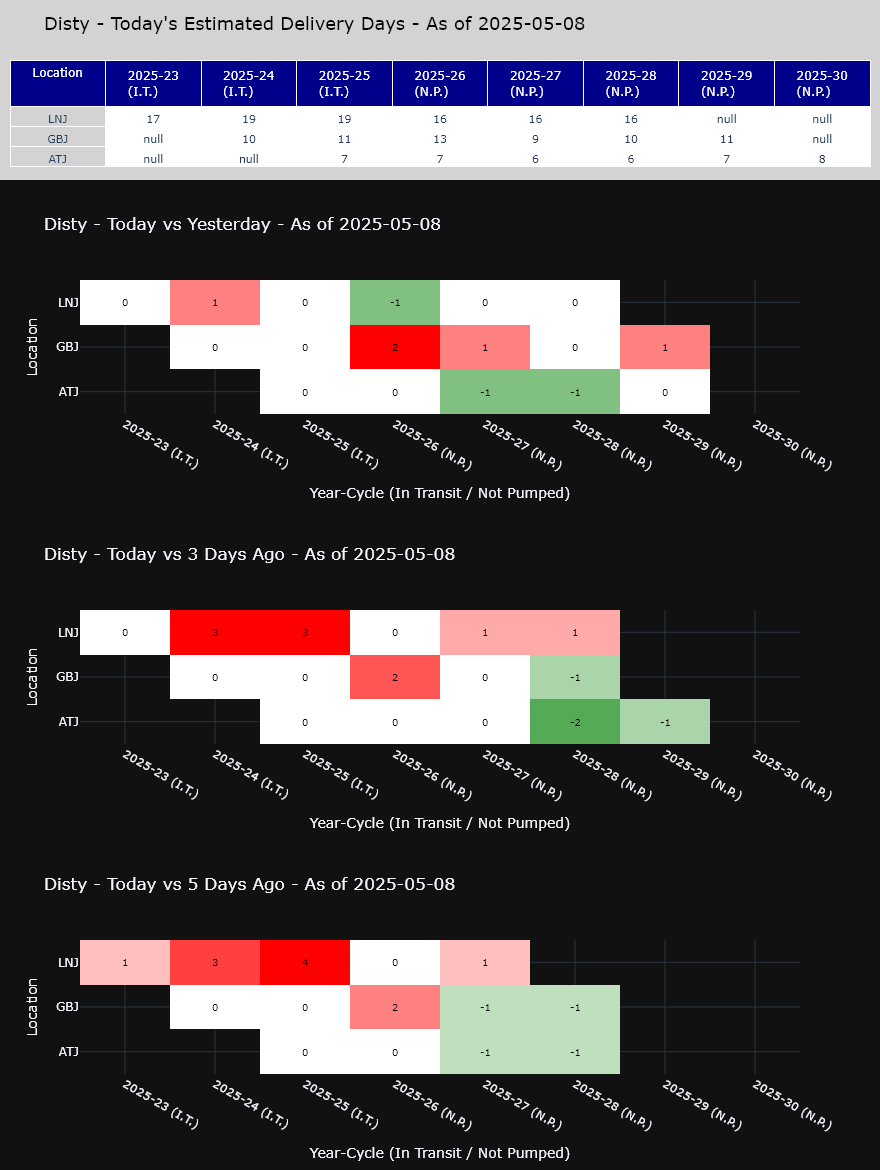 Disty - Today's Estimated Delivery Days - As of 2025-05-08
Location 2025-23 (I.T.) 2025-24 (I.T.) 2025-25 (I.T.) 2025-26 (N.P.) 2025-27 (N.P.) 2025-28 (N.P.) 2025-29 (N.P.) 2025-30 (N.P.)
LNJ 17 19 19 16 16 16 null null
GBJ null 10 11 13 9 10 11 null
ATJ null null 7 7 6 6 7 8
Disty - Today vs Yesterday - As of 2025-05-08
Location
LNJ 0 1 0 -1 0 0
GBJ 0 0 2 1 0 1
ATJ 0 0 -1 -1 0
2025-23 (I.T.) 2025-24 (I.T.) 2025-25 (I.T.) 2025-26 (N.P.) 2025-27 (N.P.) 2025-28 (N.P.) 2025-29 (N.P.) 2025-30 (N.P.)
Year-Cycle (In Transit / Not Pumped)
Disty - Today vs 3 Days Ago - As of 2025-05-08
Location
LNJ 0 3 3 0 1 1
GBJ 0 0 2 0 -1
ATJ 0 0 0 -2 -1
2025-23 (I.T.) 2025-24 (I.T.) 2025-25 (I.T.) 2025-26 (N.P.) 2025-27 (N.P.) 2025-28 (N.P.) 2025-29 (N.P.) 2025-30 (N.P.)
Year-Cycle (In Transit / Not Pumped)
Disty - Today vs 5 Days Ago - As of 2025-05-08
Location
LNJ 1 3 4 0 1
GBJ 0 0 2 -1 -1
ATJ 0 0 -1 -1
2025-23 (I.T.) 2025-24 (I.T.) 2025-25 (I.T.) 2025-26 (N.P.) 2025-27 (N.P.) 2025-28 (N.P.) 2025-29 (N.P.) 2025-30 (N.P.)
Year-Cycle (In Transit / Not Pumped)